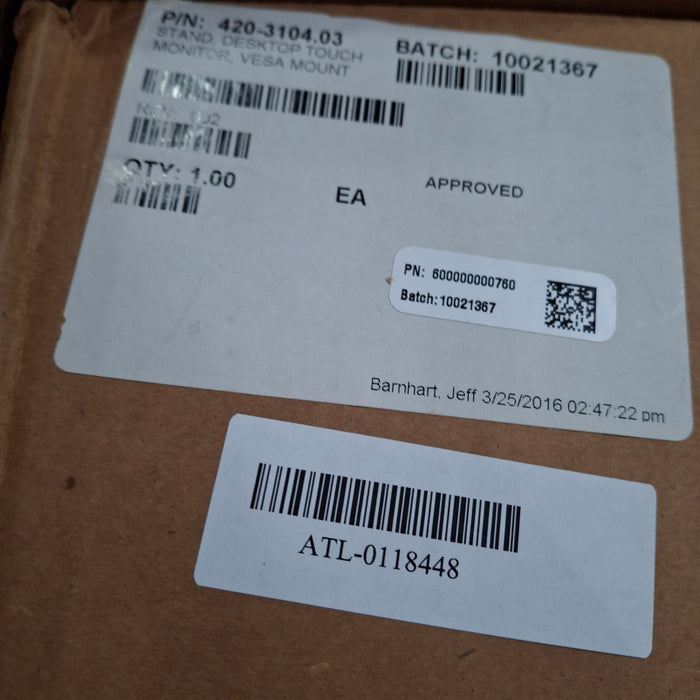 P/N: 420-3104.03
STAND, DESKTOP TOUCH
MONITOR, VESA MOUNT
BATCH: 10021367
002
QTY: 1.00
EA
APPROVED
PN: 600000000760
Batch:10021367
Barnhart, Jeff 3/25/2016 02:47:22 pm
ATL-0118448